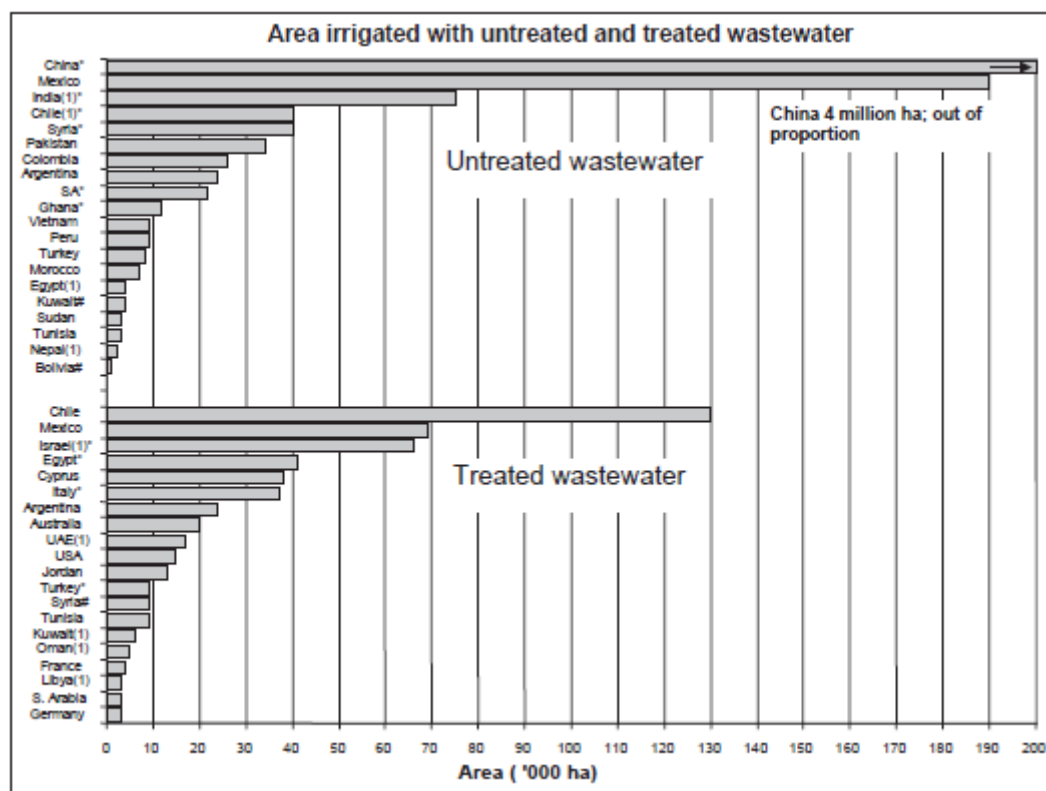 Area irrigated with untreated and treated wastewater
China*
Mexico
India(1)*
Chile(1)*
Syria*
Pakistan
Colombia
Argentina
SA*
Ghana*
Vietnam
Peru
Turkey
Morocco
Egypt(1)
Kuwait#
Sudan
Tunisia
Nepal(1)
Bolivia#
China 4 million ha; out of
proportion
Untreated wastewater
Chile
Mexico
Israel(1)*
Egypt*
Cyprus
Italy*
Argentina
Australia
UAE(1)
USA
Jordan
Turkey*
Syria#
Tunisia
Kuwait(1)
Oman(1)
France
Libya(1)
S. Arabia
Germany
Treated wastewater
0 10 20 30 40 50 60 70 80 90 100 110 120 130 140 150 160 170 180 190 200
Area ( '000 ha)